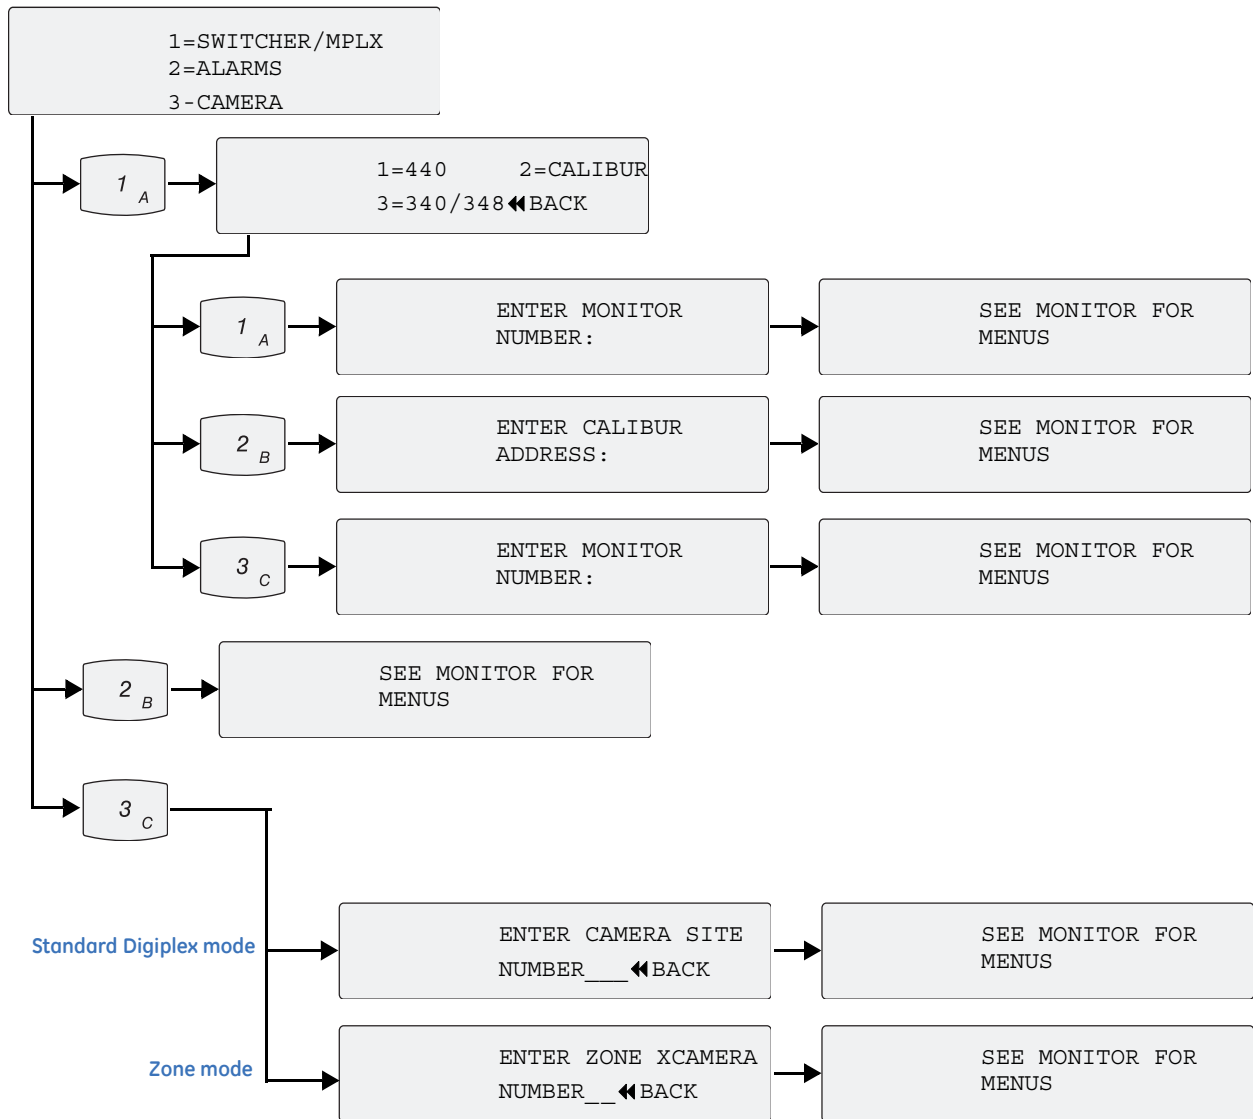 1=SWITCHER/MPLX
2=ALARMS
3-CAMERA
1 A
1=440 2=CALIBUR
3=340/348 BACK
1 A
ENTER MONITOR
NUMBER:
SEE MONITOR FOR
MENUS
2 B
ENTER CALIBUR
ADDRESS:
SEE MONITOR FOR
MENUS
3 C
ENTER MONITOR
NUMBER:
SEE MONITOR FOR
MENUS
2 B
SEE MONITOR FOR
MENUS
3 C
Standard Digiplex mode
ENTER CAMERA SITE
NUMBER___ BACK
SEE MONITOR FOR
MENUS
Zone mode
ENTER ZONE XCAMERA
NUMBER__ BACK
SEE MONITOR FOR
MENUS